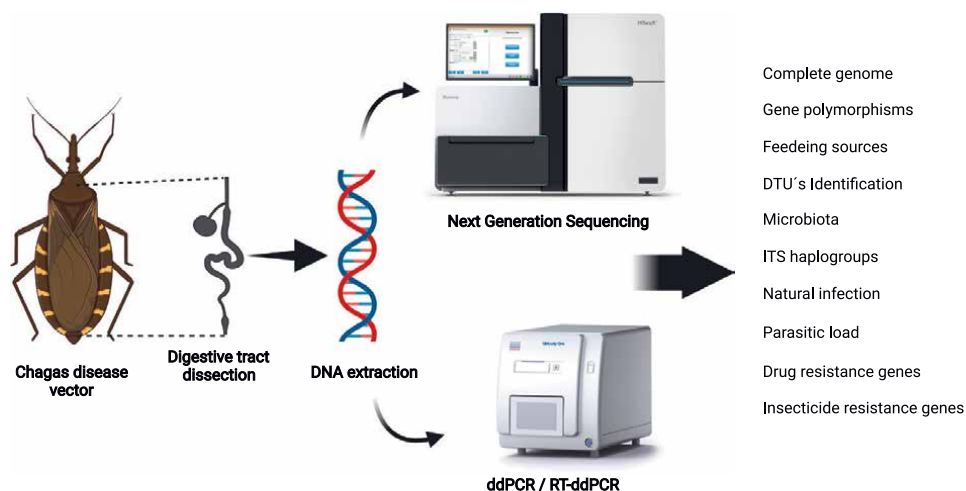 HiSeqX
Chagas disease
vector
Digestive tract
dissection
DNA extraction
Next Generation Sequencing
ddPCR / RT-ddPCR
Complete genome
Gene polymorphisms
Feedeing sources
DTU´s Identification
Microbiota
ITS haplogroups
Natural infection
Parasitic load
Drug resistance genes
Insecticide resistance genes